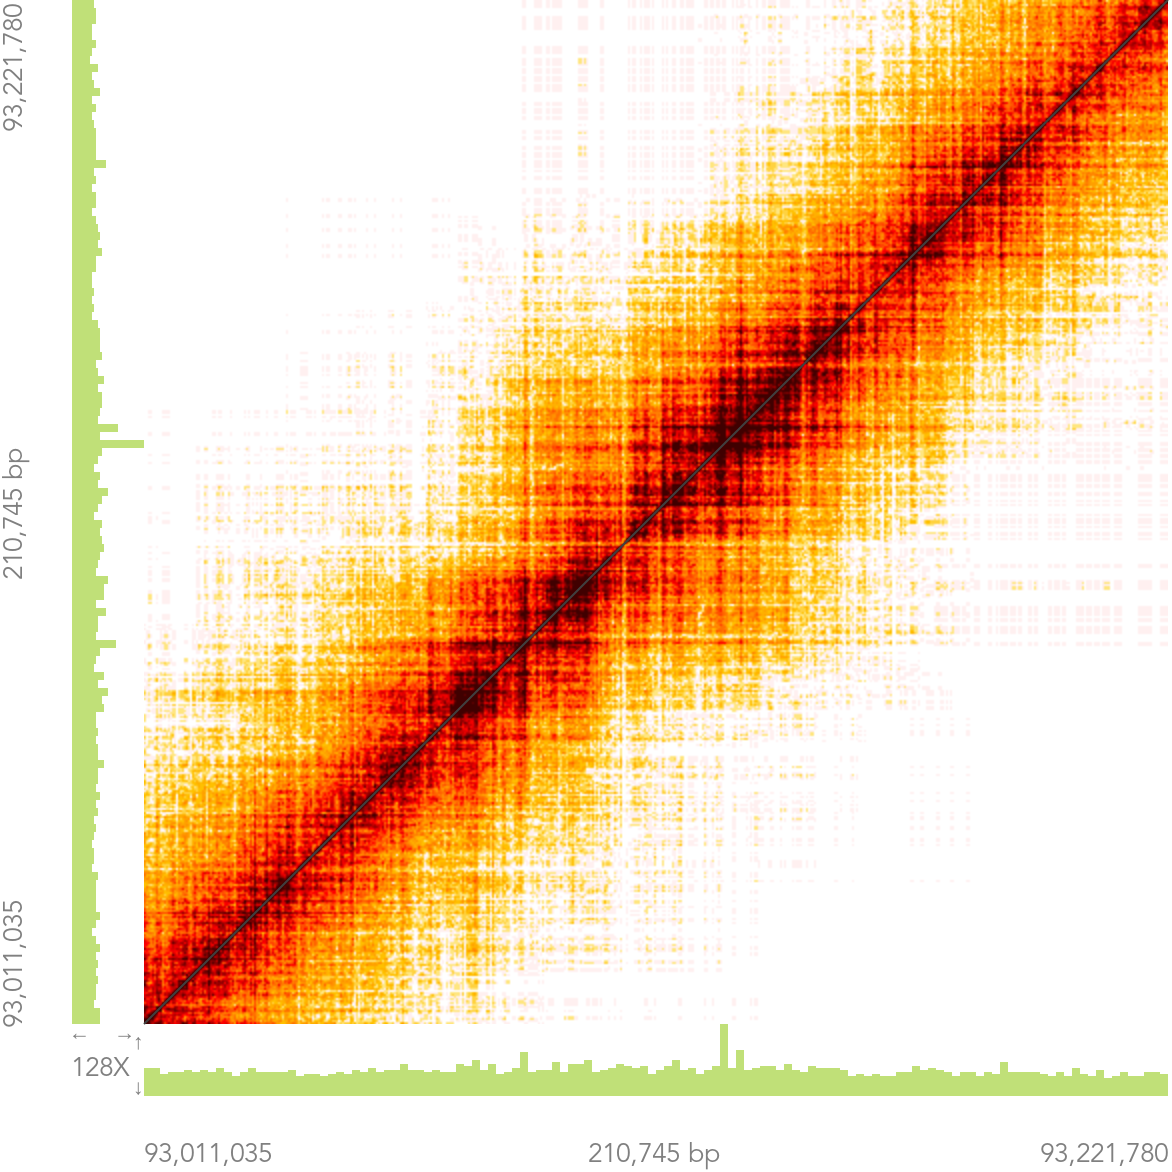 93,221,780
210,745 bp
93,011,035
← →
↑
128X
↓
93,011,035 210,745 bp 93,221,780